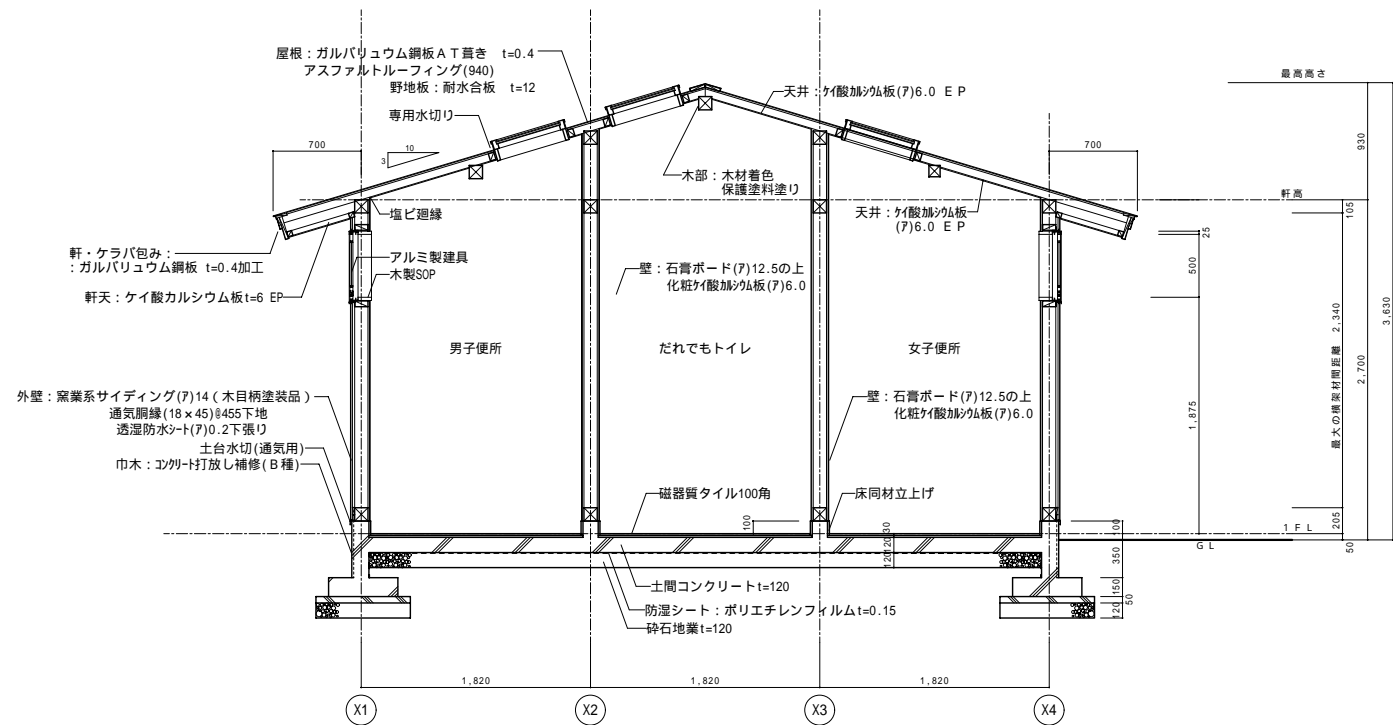 屋根：ガルバリュウム鋼板ＡＴ葺き t=0.4
アスファルトルーフィング(940)
野地板：耐水合板 t=12
専用水切り
700
10
3
塩ビ廻縁
軒・ケラバ包み：
：ガルバリュウム鋼板 t=0.4加工
軒天：ケイ酸カルシウム板t=6 EP
アルミ製建具
木製SOP
天井：ケイ酸カルシウム板(ア)6.0 ＥＰ
木部：木材着色
保護塗料塗り
天井：ケイ酸カルシウム板
(ア)6.0 ＥＰ
700
最高高さ
軒高
930
105
25
500
3,630
最大の横架材間距離 2,340
2,700
1,875
205
50
壁：石膏ボード(ア)12.5の上
化粧ケイ酸カルシウム板(ア)6.0
男子便所
だれでもトイレ
女子便所
壁：石膏ボード(ア)12.5の上
化粧ケイ酸カルシウム板(ア)6.0
外壁：窯業系サイディング(ア)14（木目柄塗装品）
通気胴縁(18×45)@455下地
透湿防水シート(ア)0.2下張り
土台水切(通気用)
巾木：コンクリート打放し補修(Ｂ種)
磁器質タイル100角
床同材立上げ
100
30
120
120
１ＦＬ
ＧＬ
100
350
150
50
120
土間コンクリートt=120
防湿シート：ポリエチレンフィルムt=0.15
砕石地業t=120
1,820
1,820
1,820
X1
X2
X3
X4